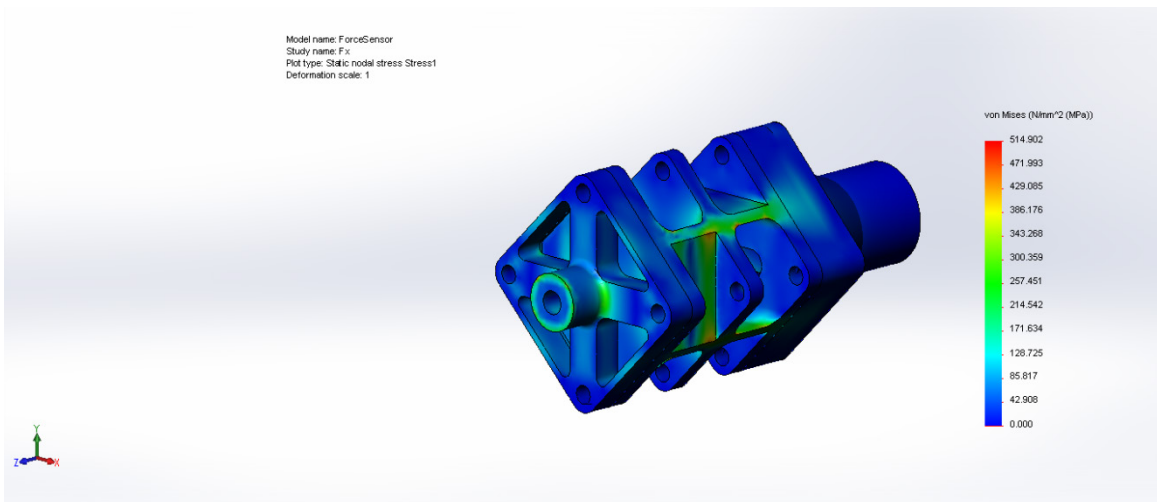 Model name: ForceSensor
Study name: Fx
Plot type: Static nodal stress Stress1
Deformation scale: 1
von Mises (N/mm^2 (MPa))
514.902
471.993
429.085
386.176
343.268
300.359
257.451
214.542
171.634
128.725
85.817
42.908
0.000
Y
Z
X